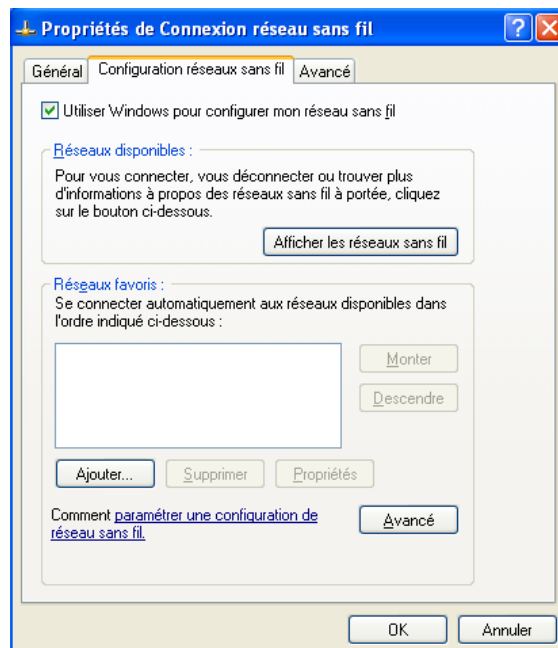 Propriétés de Connexion réseau sans fil
Général
Configuration réseaux sans fil
Avancé
Utiliser Windows pour configurer mon réseau sans fil
Réseaux disponibles :
Pour vous connecter, vous déconnecter ou trouver plus
d'informations à propos des réseaux sans fil à portée, cliquez
sur le bouton ci-dessous.
Afficher les réseaux sans fil
Réseaux favoris :
Se connecter automatiquement aux réseaux disponibles dans
l'ordre indiqué ci-dessous :
Monter
Descendre
Ajouter...
Supprimer
Propriétés
Comment paramétrer une configuration de
réseau sans fil.
Avancé
OK
Annuler